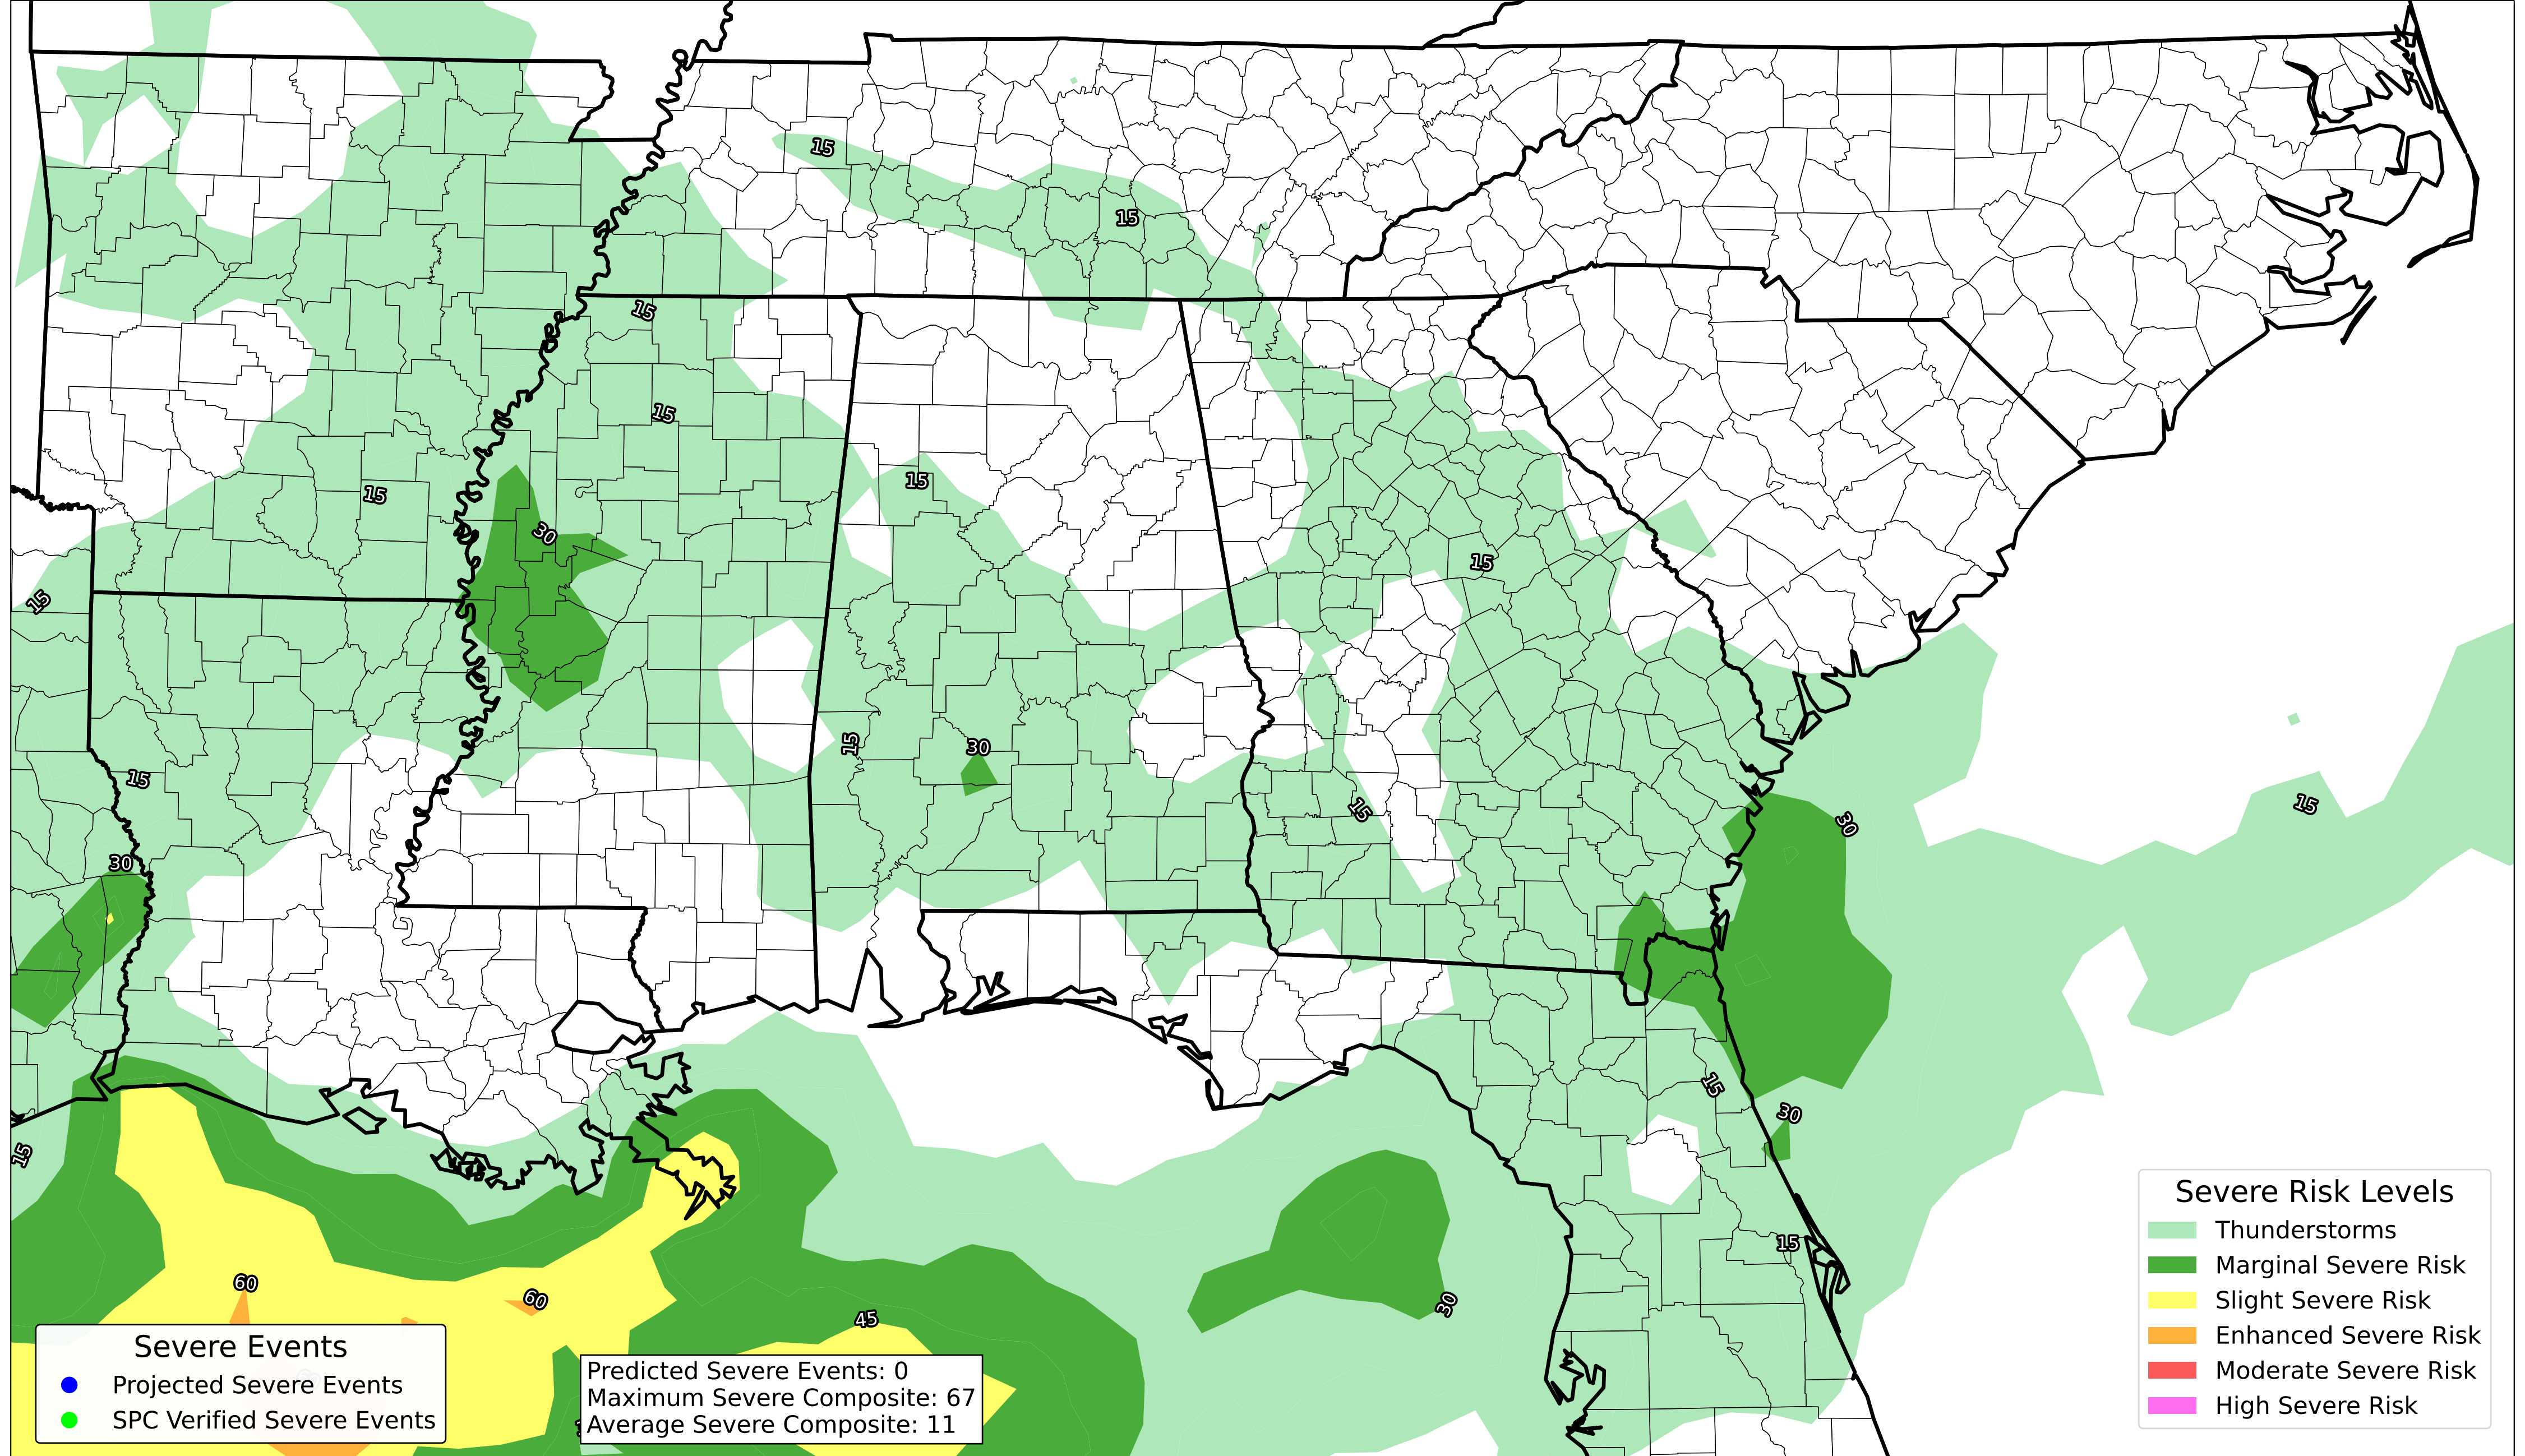 15
15
15
15
15
15
30
15
15
30
15
15
15
15
30
30
15
15
30
15
15
60
60
30
45
Severe Events
Projected Severe Events
SPC Verified Severe Events
Predicted Severe Events: 0
Maximum Severe Composite: 67
Average Severe Composite: 11
Severe Risk Levels
Thunderstorms
Marginal Severe Risk
Slight Severe Risk
Enhanced Severe Risk
Moderate Severe Risk
High Severe Risk